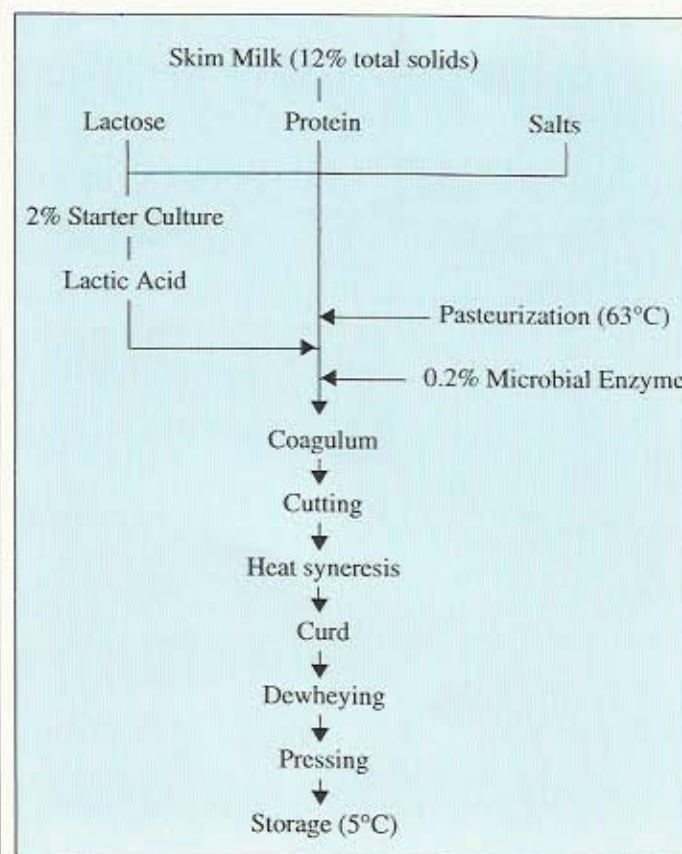 Skim Milk (12% total solids)
Lactose Protein Salts
2% Starter Culture
Lactic Acid
Pasteurization (63°C)
0.2% Microbial Enzyme
Coagulum
Cutting
Heat syneresis
Curd
Dewheying
Pressing
Storage (5°C)